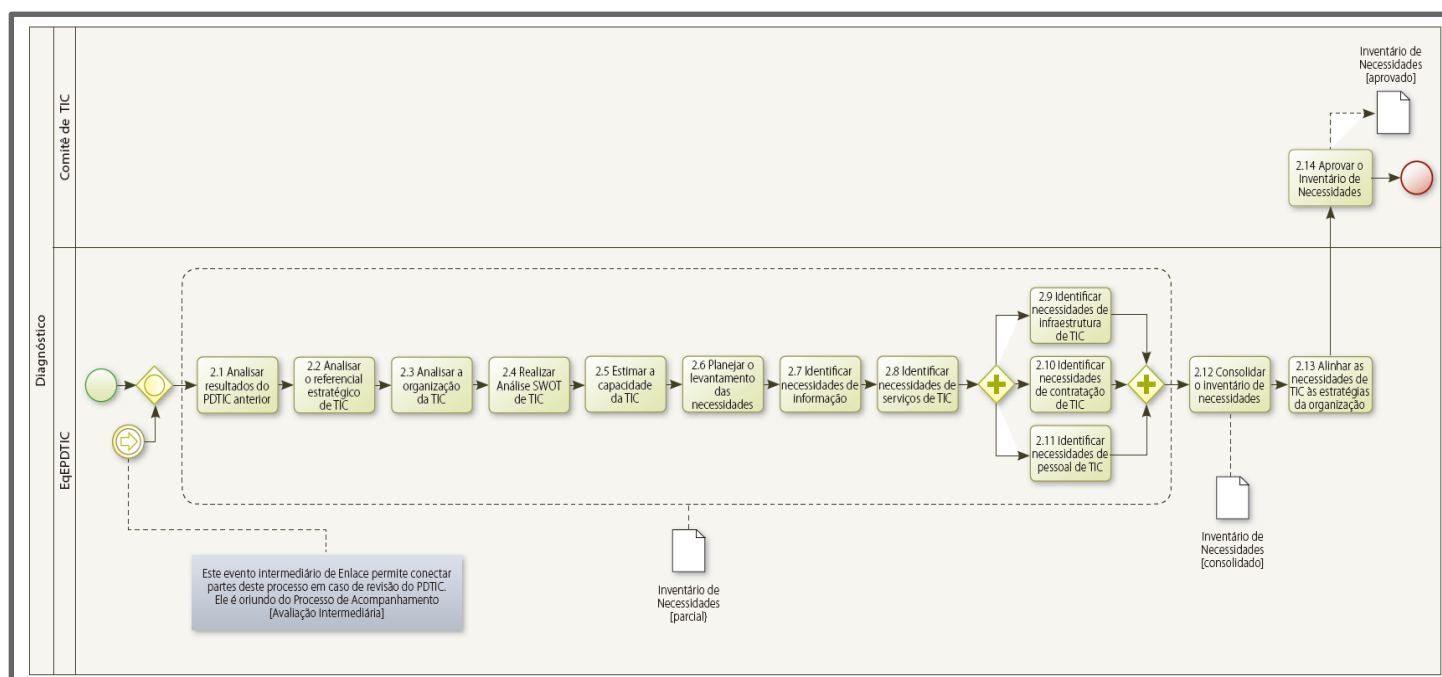 Diagnóstico
Comitê de TIC
EqEPDTIC
Inventário de
Necessidades
[aprovado]
2.14 Aprovar o
Inventário de
Necessidades
2.1 Analisar
resultados do
PDTIC anterior
2.2 Analisar
o referencial
estratégico
de TIC
2.3 Analisar a
organização
da TIC
2.4 Realizar
Análise SWOT
de TIC
2.5 Estimar a
capacidade
da TIC
2.6 Planejar o
levantamento
das
necessidades
2.7 Identificar
necessidades
de informação
2.8 Identificar
necessidades de
serviços de TIC
2.9 Identificar
necessidades de
infraestrutura
de TIC
2.10 Identificar
necessidades
de contratação
de TIC
2.11 Identificar
necessidades de
pessoal de TIC
2.12 Consolidar
o inventário de
necessidades
2.13 Alinhar as
necessidades de
TIC às estratégias
da organização
Este evento intermediário de Enlace permite conectar
partes deste processo em caso de revisão do PDTIC.
Ele é oriundo do Processo de Acompanhamento
[Avaliação Intermediária]
Inventário de
Necessidades
[parcial}
Inventário de
Necessidades
[consolidado]